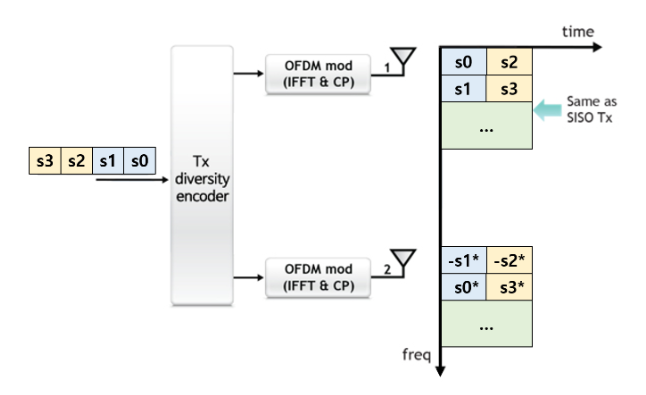 time
OFDM mod
(IFFT & CP)
1
s0 s2
s1 s3
...
Same as
SISO Tx
s3 s2 s1 s0
Tx
diversity
encoder
OFDM mod
(IFFT & CP)
2
-s1* -s2*
s0* s3*
...
freq